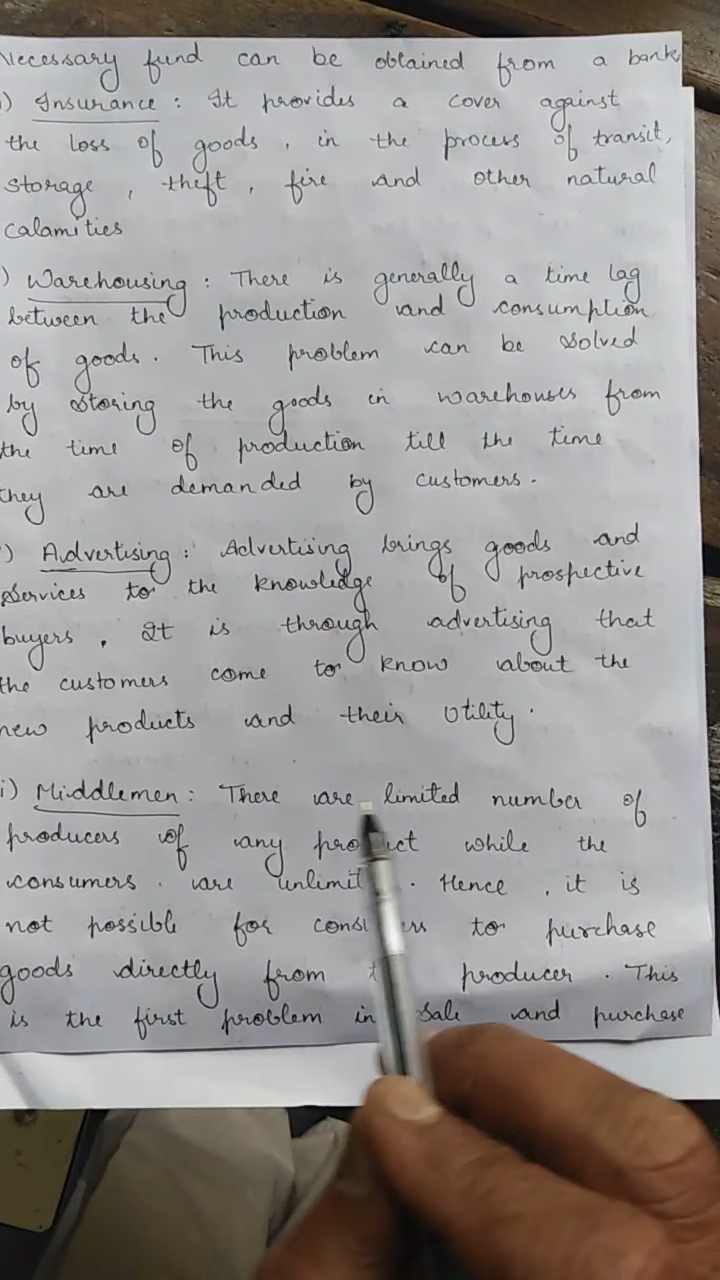 Necessary fund can be obtained from a bank
) Insurance : It provides a cover against
the loss of goods , in the process of transit,
storage , theft , fire and other natural
calamities
) Warehousing : There is generally a time lag
between the production and consumption
of goods . This problem can be solved
by storing the goods in warehouses from
the time of production till the time
they are demanded by customers .
) Advertising : Advertising brings goods and
services to the knowledge of prospective
buyers , It is through advertising that
the customers come to know about the
new products and their Utility .
i) Middlemen : There are limited number of
producers of any product while the
consumers . are unlimit . Hence , it is
not possible for to purchase
goods directly from producer . This
is the first problem in sale and purchase